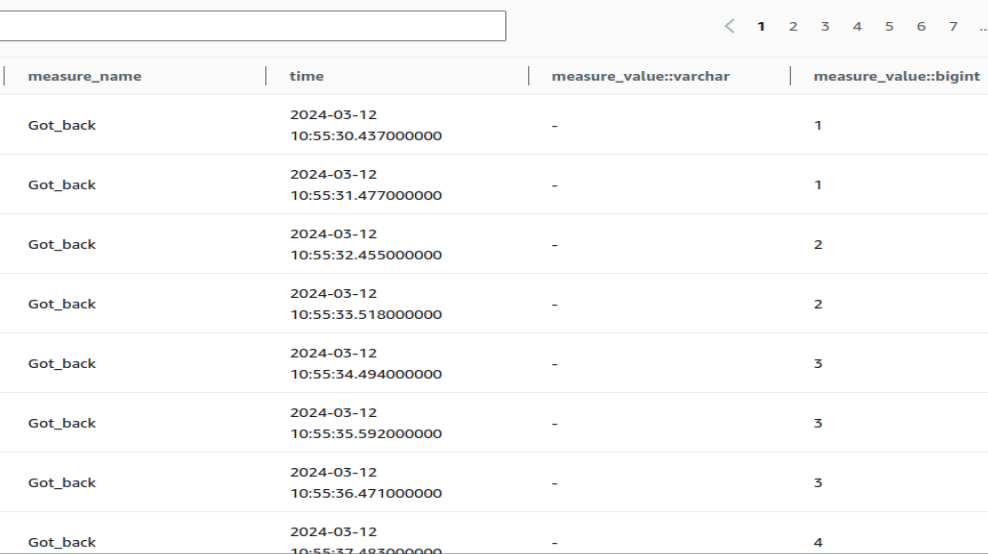 1 2 3 4 5 6 7 ...
measure_name time measure_value::varchar measure_value::bigint
2024-03-12
Got_back - 1
10:55:30.437000000
2024-03-12
Got_back - 1
10:55:31.477000000
2024-03-12
Got_back - 2
10:55:32.455000000
2024-03-12
Got_back - 2
10:55:33.518000000
2024-03-12
Got_back - 3
10:55:34.494000000
2024-03-12
Got_back - 3
10:55:35.592000000
2024-03-12
Got_back - 3
10:55:36.471000000
2024-03-12
Got_back - 4
10:55:37.483000000